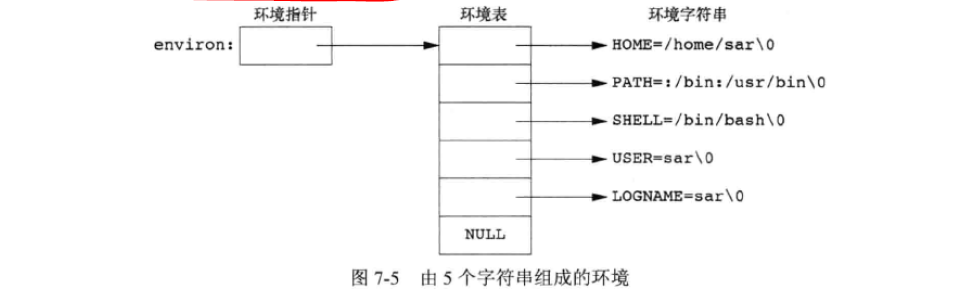 环境指针 环境表 环境字符串
environ: HOME=/home/sar\0
PATH=:/bin:/usr/bin\0
SHELL=/bin/bash\0
USER=sar\0
LOGNAME=sar\0
NULL
图 7-5 由 5 个字符串组成的环境